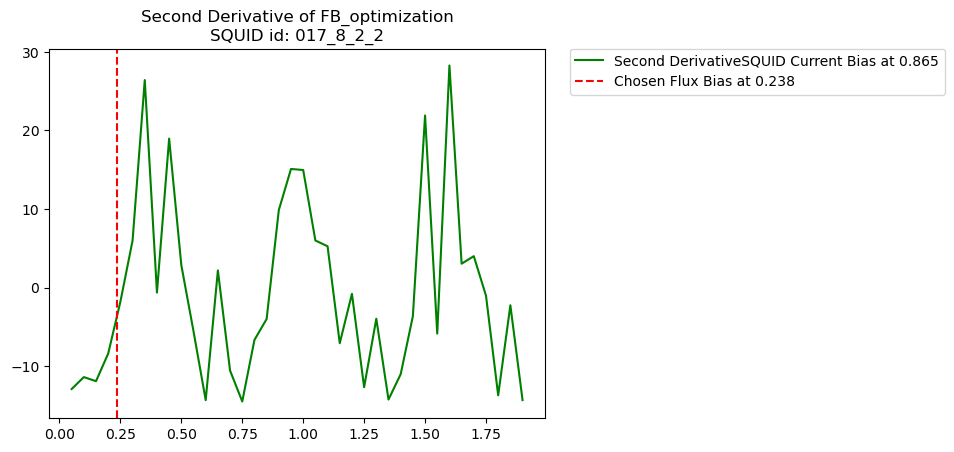 Second Derivative of FB_optimization
SQUID id: 017_8_2_2
Second DerivativeSQUID Current Bias at 0.865
Chosen Flux Bias at 0.238
30
20
10
0
−10
0.00 0.25 0.50 0.75 1.00 1.25 1.50 1.75